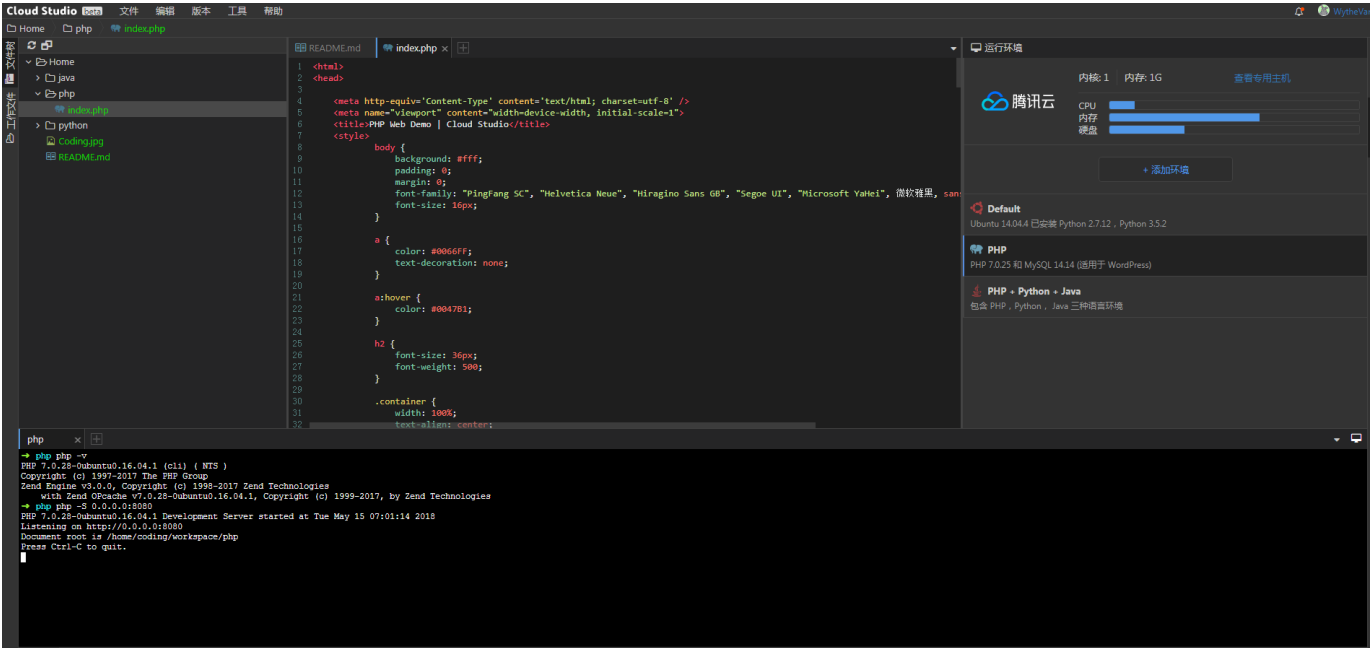 Cloud Studio beta 文件 编辑 版本 工具 帮助
WytheVa
Home php index.php
文件树
工作文件
Home
java
php
index.php
python
Coding.jpg
README.md
README.md index.php ×
1 <html>
2 <head>
3
4 <meta http-equiv='Content-Type' content='text/html; charset=utf-8' />
5 <meta name="viewport" content="width=device-width, initial-scale=1">
6 <title>PHP Web Demo | Cloud Studio</title>
7 <style>
8 body {
9 background: #fff;
10 padding: 0;
11 margin: 0;
12 font-family: "PingFang SC", "Helvetica Neue", "Hiragino Sans GB", "Segoe UI", "Microsoft YaHei", 微软雅黑, san
13 font-size: 16px;
14 }
15
16 a {
17 color: #0066FF;
18 text-decoration: none;
19 }
20
21 a:hover {
22 color: #0047B1;
23 }
24
25 h2 {
26 font-size: 36px;
27 font-weight: 500;
28 }
29
30 .container {
31 width: 100%;
32 text-align: center;
运行环境
腾讯云
内核: 1 内存: 1G 查看专用主机
CPU
内存
硬盘
+ 添加环境
Default
Ubuntu 14.04.4 已安装 Python 2.7.12 , Python 3.5.2
PHP
PHP 7.0.25 和 MySQL 14.14 (适用于 WordPress)
PHP + Python + Java
包含 PHP , Python , Java 三种语言环境
php ×
➜ php php -v
PHP 7.0.28-0ubuntu0.16.04.1 (cli) ( NTS )
Copyright (c) 1997-2017 The PHP Group
Zend Engine v3.0.0, Copyright (c) 1998-2017 Zend Technologies
with Zend OPcache v7.0.28-0ubuntu0.16.04.1, Copyright (c) 1999-2017, by Zend Technologies
➜ php php -S 0.0.0.0:8080
PHP 7.0.28-0ubuntu0.16.04.1 Development Server started at Tue May 15 07:01:14 2018
Listening on http://0.0.0.0:8080
Document root is /home/coding/workspace/php
Press Ctrl-C to quit.